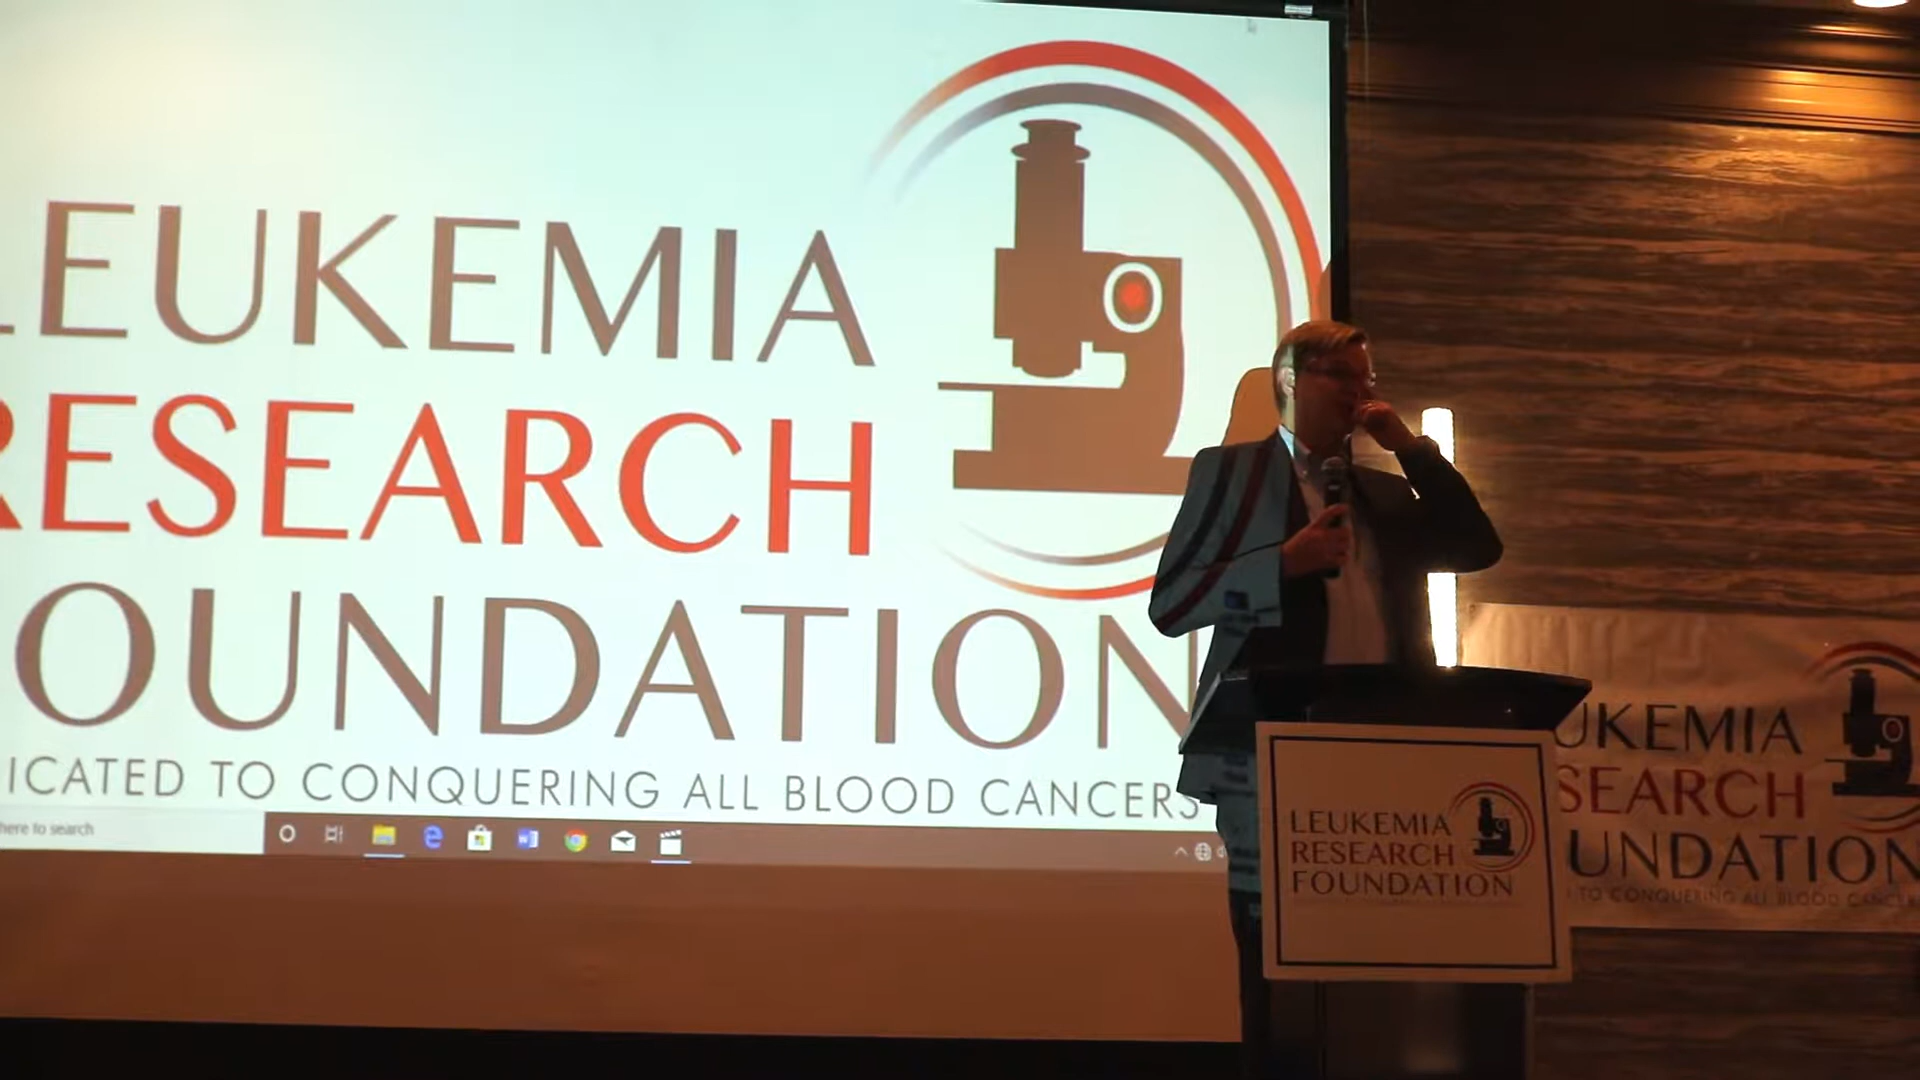 LEUKEMIA
RESEARCH
OUNDATION
ICATED TO CONQUERING ALL BLOOD CANCERS
here to search
LEUKEMIA
RESEARCH
FOUNDATION
UKEMIA
SEARCH
UNDATION
TO CONQUERING ALL BLOOD CANCER